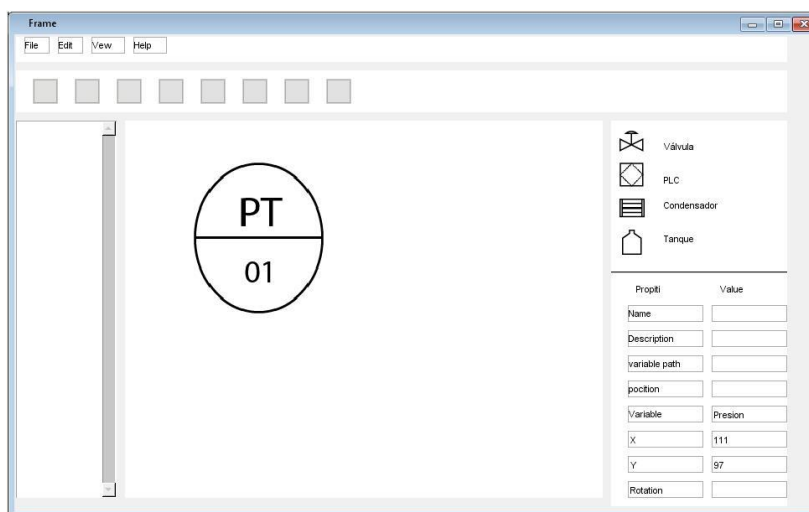 Frame
File Edit Vew Help
PT
01
Válvula
PLC
Condensador
Tanque
Propiti Value
Name
Description
variable path
pocition
Variable Presion
X 111
Y 97
Rotation